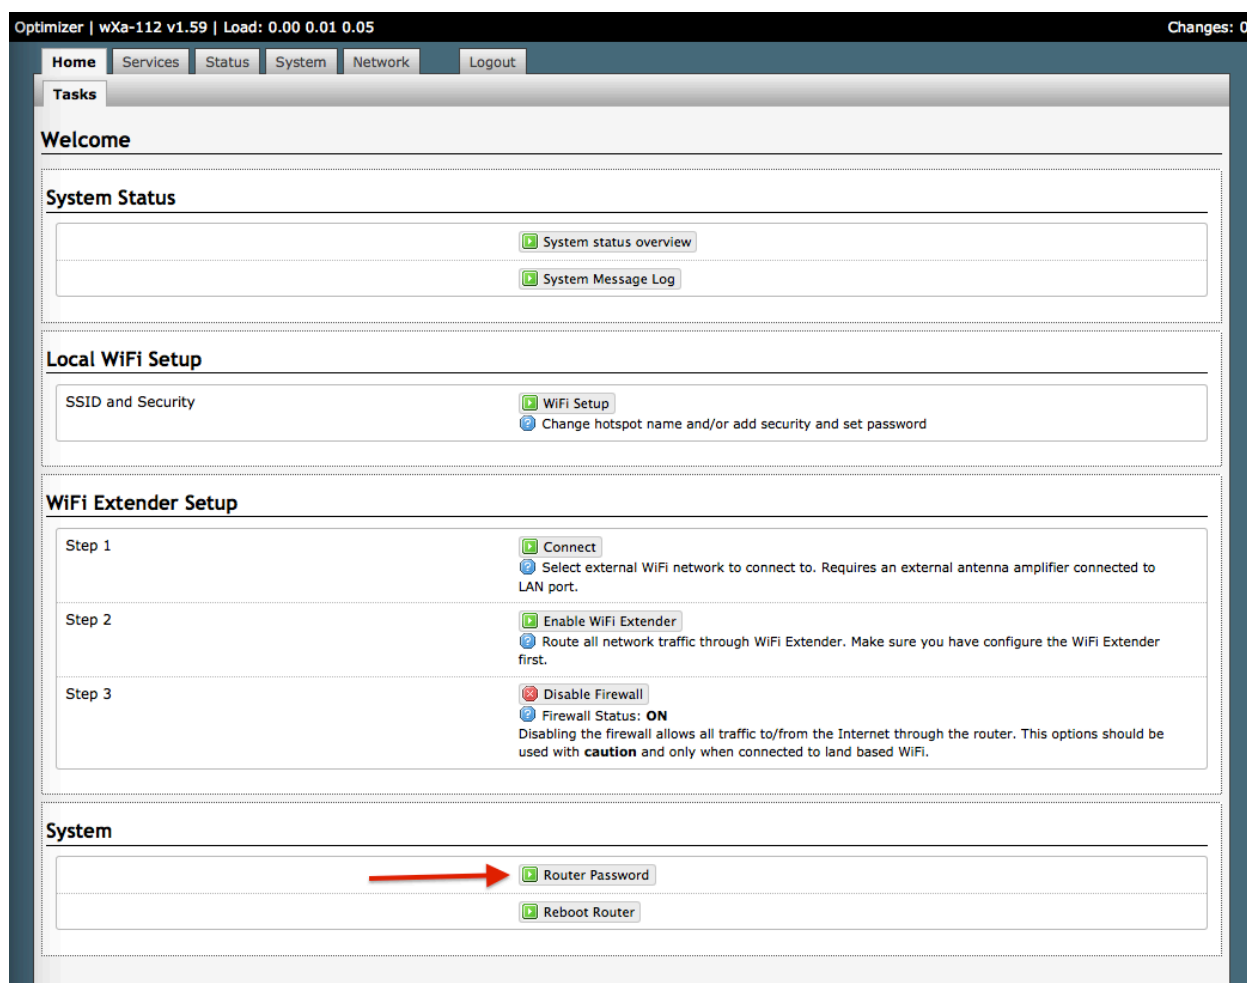 Optimizer | wXa-112 v1.59 | Load: 0.00 0.01 0.05 Changes: 0
Home Services Status System Network Logout
Tasks
Welcome
System Status
System status overview
System Message Log
Local WiFi Setup
SSID and Security
WiFi Setup
Change hotspot name and/or add security and set password
WiFi Extender Setup
Step 1
Connect
Select external WiFi network to connect to. Requires an external antenna amplifier connected to
LAN port.
Step 2
Enable WiFi Extender
Route all network traffic through WiFi Extender. Make sure you have configure the WiFi Extender
first.
Step 3
Disable Firewall
Firewall Status: ON
Disabling the firewall allows all traffic to/from the Internet through the router. This options should be
used with caution and only when connected to land based WiFi.
System
Router Password
Reboot Router